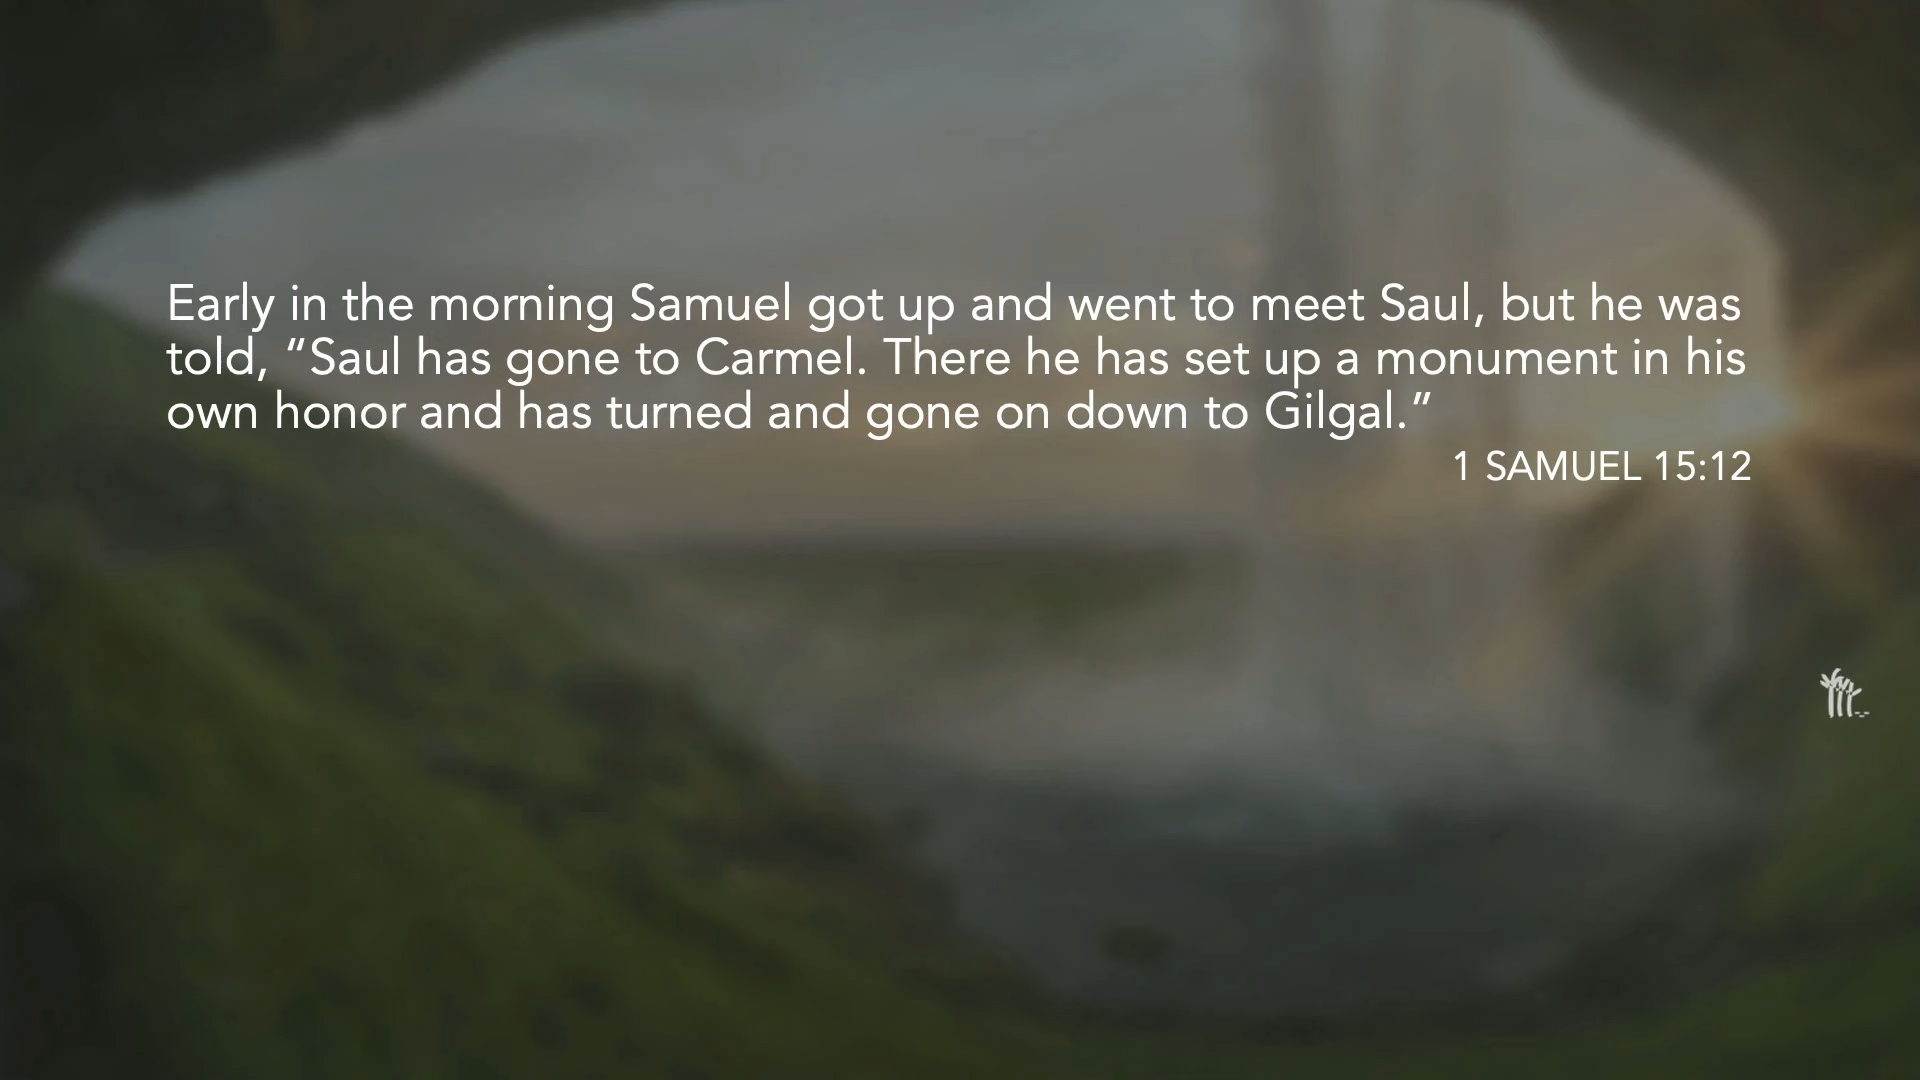 Early in the morning Samuel got up and went to meet Saul, but he was
told, “Saul has gone to Carmel. There he has set up a monument in his
own honor and has turned and gone on down to Gilgal.”
1 SAMUEL 15:12